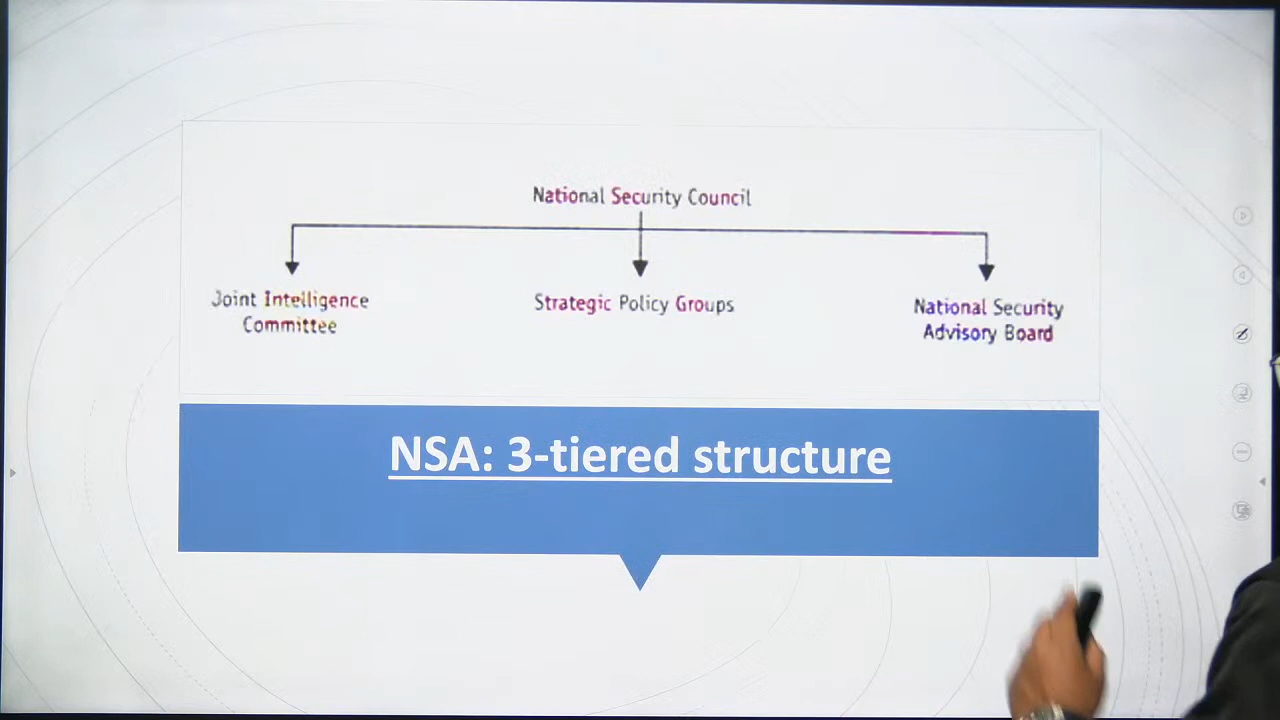 National Security Council
Joint Intelligence
Committee
Strategic Policy Groups
National Security
Advisory Board
NSA: 3-tiered structure